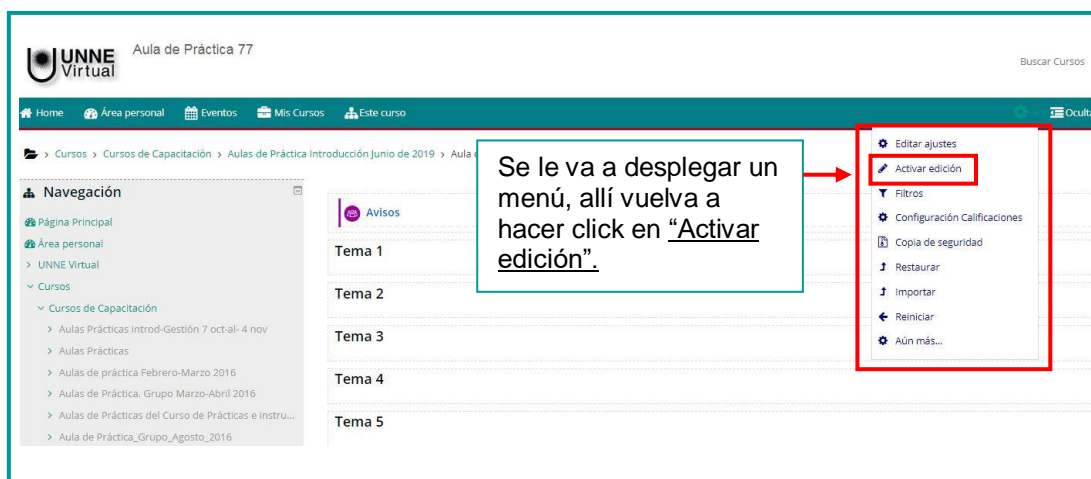 UNNE
Virtual
Aula de Práctica 77
Buscar Cursos
Home Área personal Eventos Mis Cursos Este curso
> Cursos > Cursos de Capacitación > Aulas de Práctica Introducción Junio de 2019 > Aula
Navegación
Página Principal
Área personal
> UNNE Virtual
Cursos
Cursos de Capacitación
> Aulas Prácticas Introd-Gestión 7 oct-al- 4 nov
> Aulas Prácticas
> Aulas de práctica Febrero-Marzo 2016
> Aulas de Práctica. Grupo Marzo-Abril 2016
> Aulas de Prácticas del Curso de Prácticas e instru...
> Aula de Práctica_Grupo_Agosto_2016
Avisos
Tema 1
Tema 2
Tema 3
Tema 4
Tema 5
Se le va a desplegar un
menú, allí vuelva a
hacer click en “Activar
edición”.
Editar ajustes
Activar edición
Filtros
Configuración Calificaciones
Copia de seguridad
Restaurar
Importar
Reiniciar
Aún más...